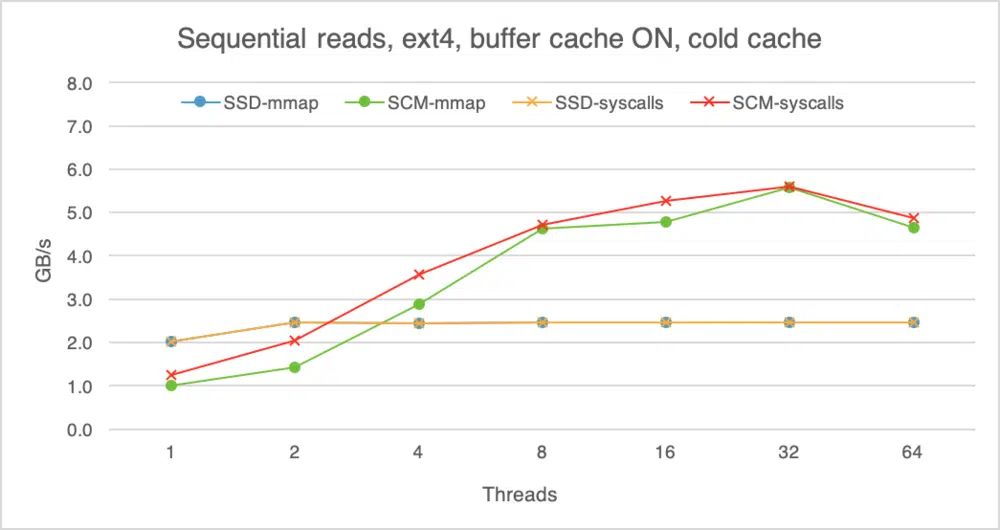 Sequential reads, ext4, buffer cache ON, cold cache
8.0
SSD-mmap SCM-mmap SSD-syscalls SCM-syscalls
7.0
6.0
5.0
GB/s
4.0
3.0
2.0
1.0
0.0
1 2 4 8 16 32 64
Threads